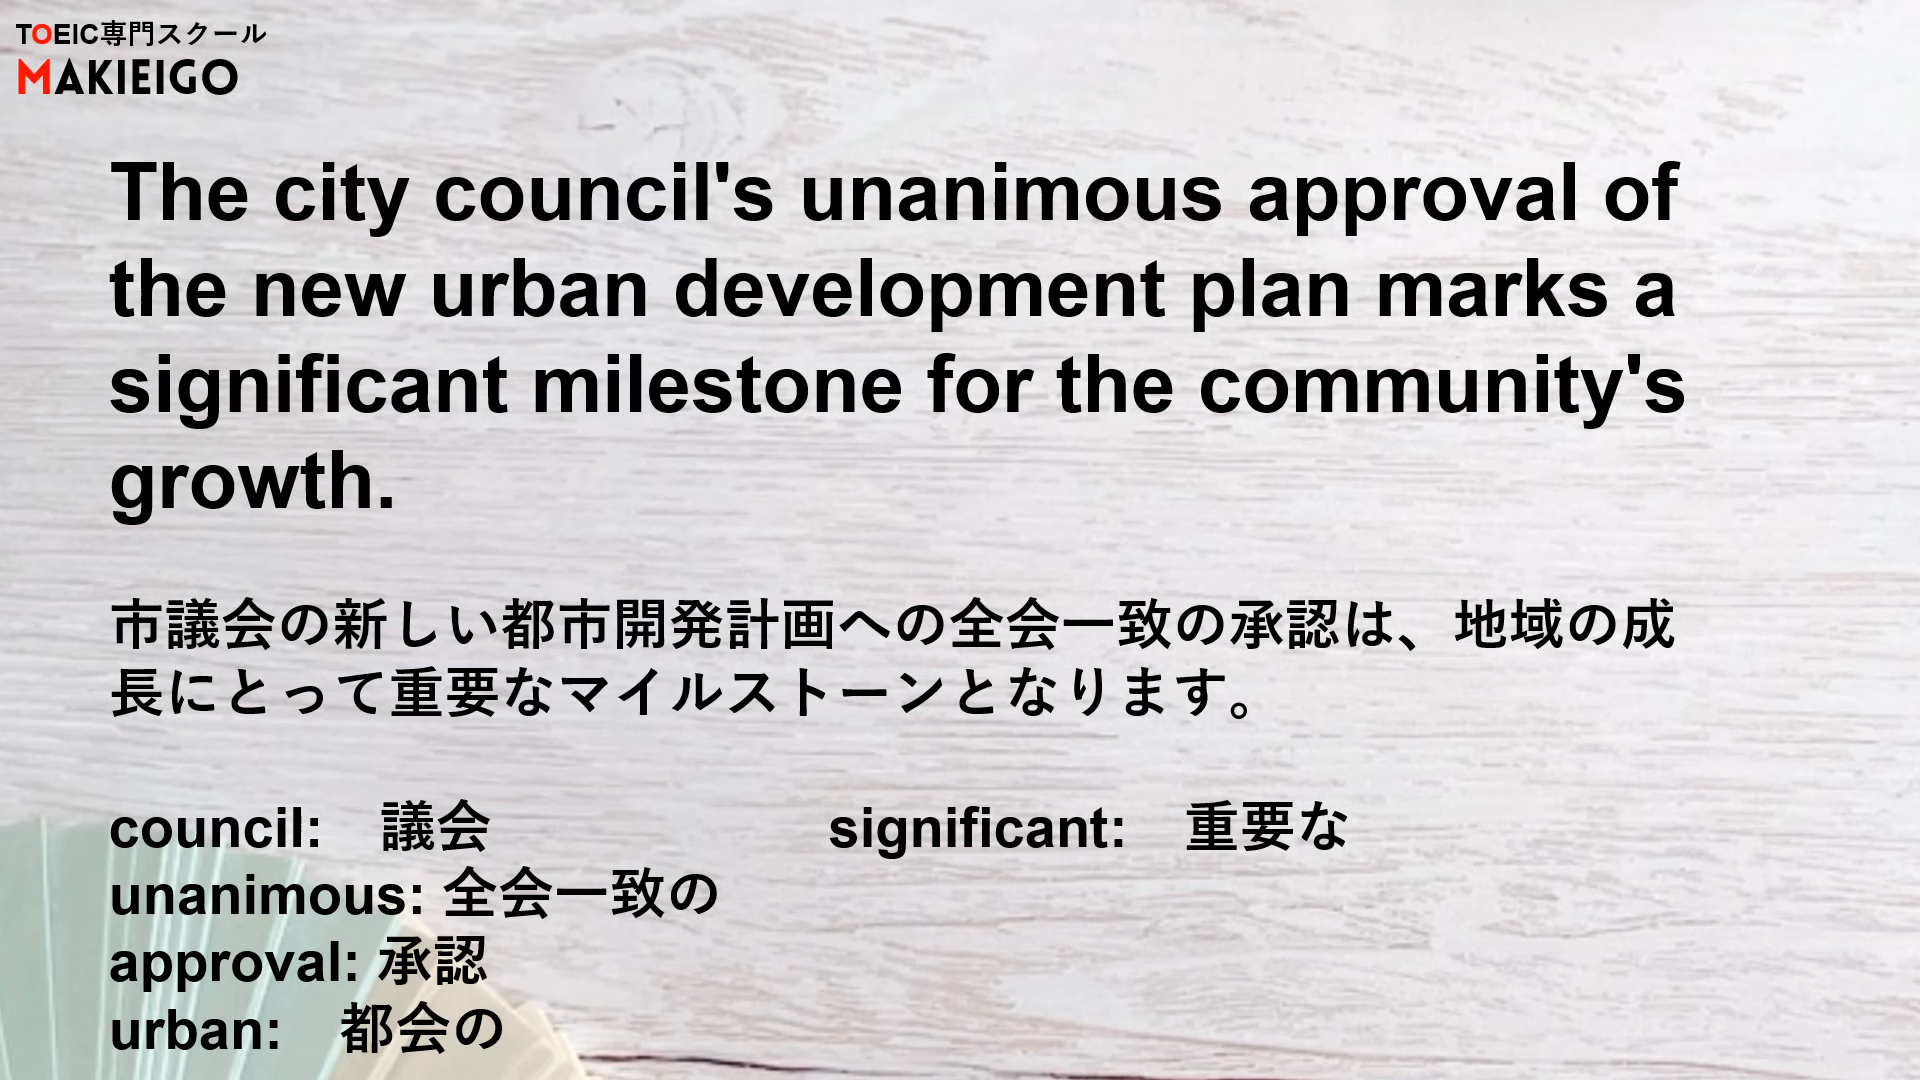 TOEIC専門スクール
MAKIEIGO
The city council's unanimous approval of
the new urban development plan marks a
significant milestone for the community's
growth.
市議会の新しい都市開発計画への全会一致の承認は、地域の成
長にとって重要なマイルストーンとなります。
council:　議会
unanimous: 全会一致の
approval: 承認
urban:　都会の
significant:　重要な